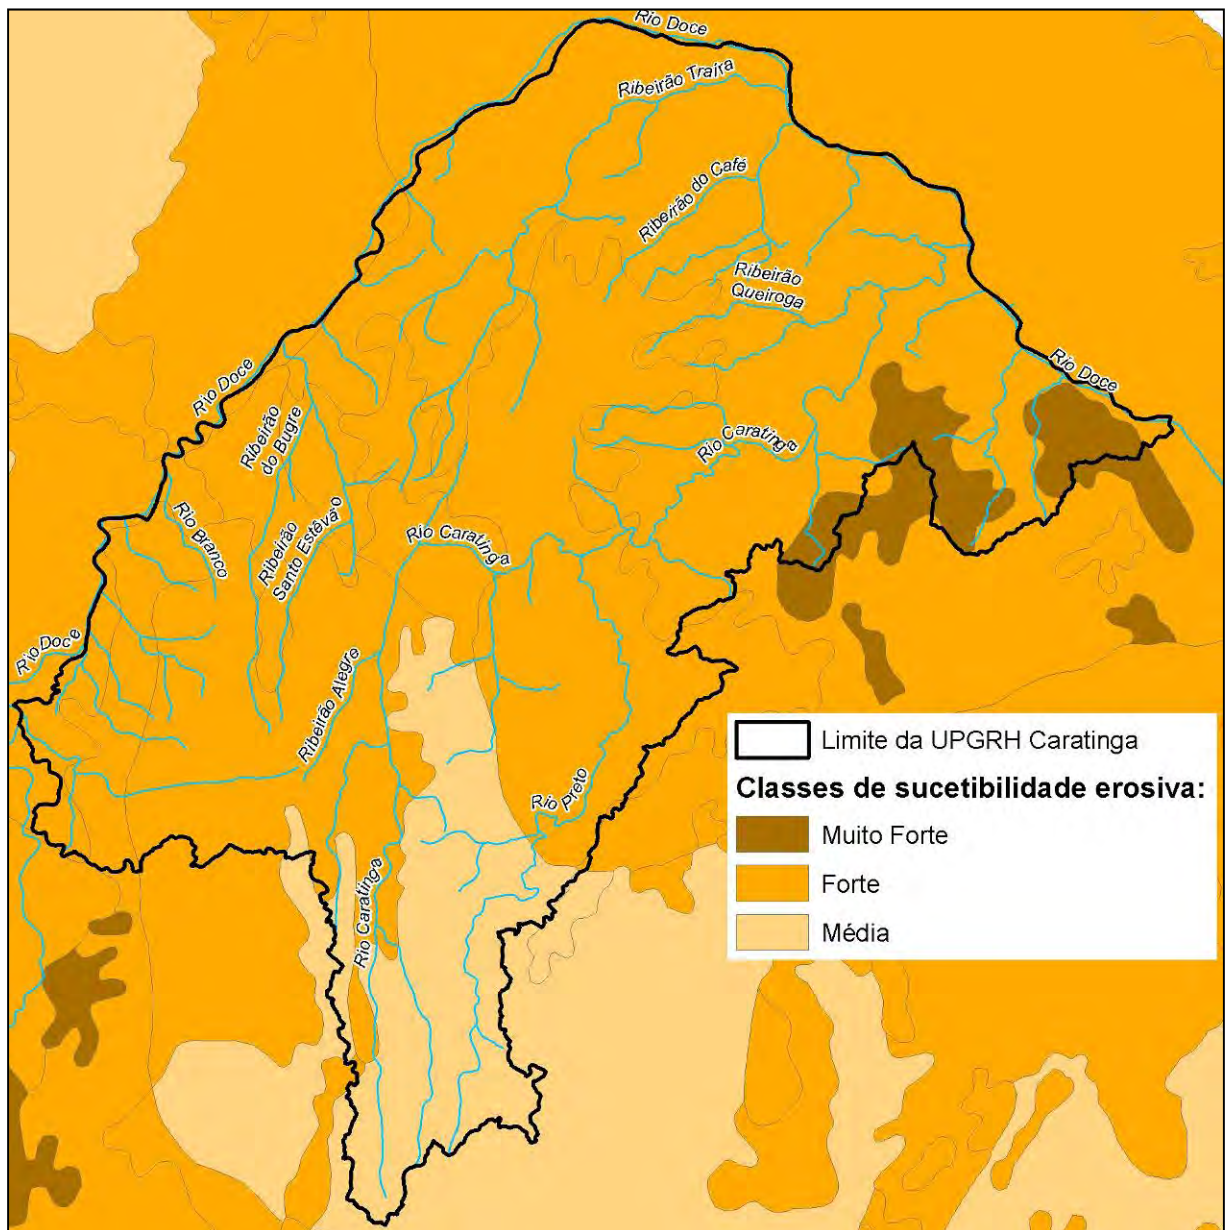 Rio Doce
Ribeirão Traíra
Ribeirão do Café
Ribeirão
Queiroga
Rio Doce
Rio Doce
Ribeirão
do Bugre
Rio Caratinga
Rio Branco
Ribeirão
Santo Estêvão
Rio Caratinga
Rio Doce
Ribeirão Alegre
Rio Preto
Rio Caratinga
Limite da UPGRH Caratinga
Classes de sucetibilidade erosiva:
Muito Forte
Forte
Média